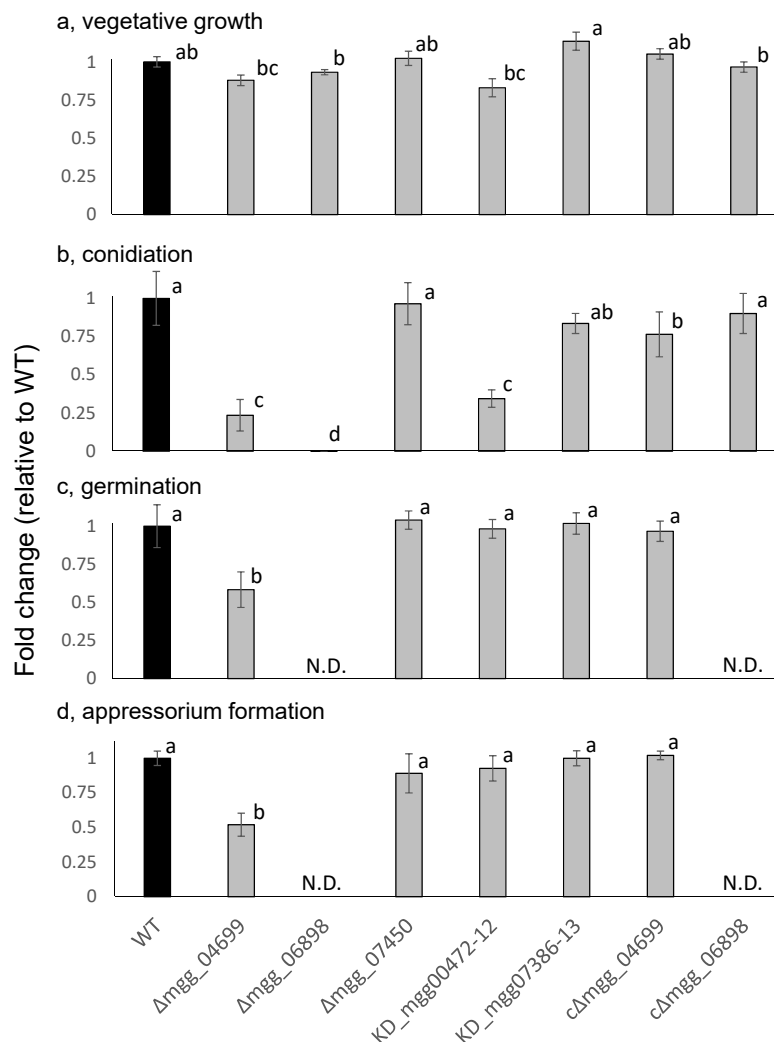 a, vegetative growth
1
0.75
0.5
0.25
0
ab
bc
b
ab
bc
a
ab
b
b, conidiation
1
0.75
0.5
0.25
0
a
c
d
a
c
ab
b
a
Fold change (relative to WT)
c, germination
1
0.75
0.5
0.25
0
a
b
N.D.
a
a
a
a
N.D.
d, appressorium formation
1
0.75
0.5
0.25
0
a
b
N.D.
a
a
a
a
N.D.
WT
Δmgg_04699
Δmgg_06898
Δmgg_07450
KD_mgg00472-12
KD_mgg07386-13
cΔmgg_04699
cΔmgg_06898